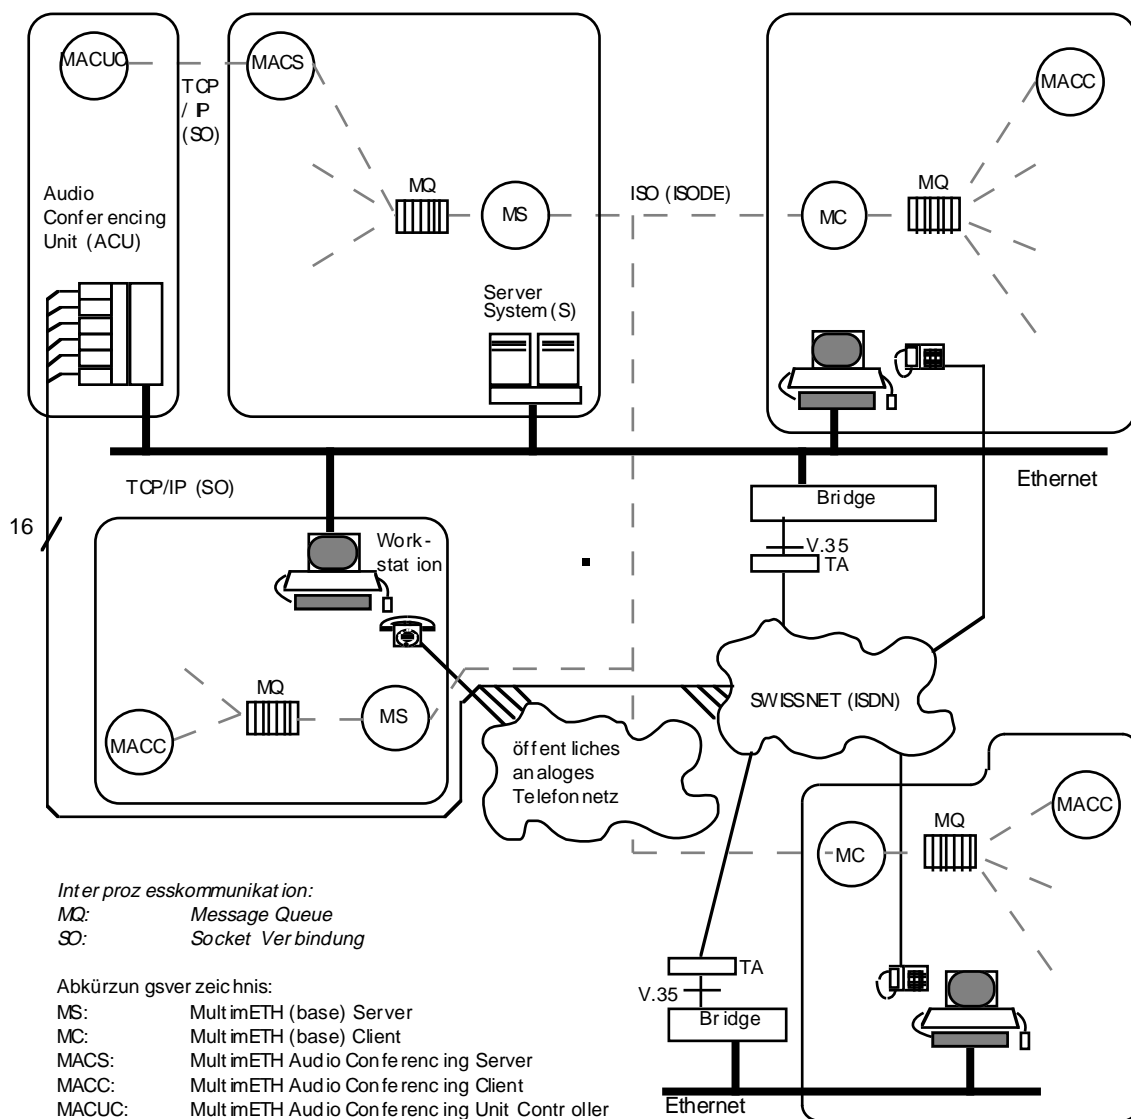 MACUC
TCP
/ IP
(SO)
MACS
MACC
Audio
Conferencing
Unit (ACU)
MQ
MS
ISO (ISODE)
MC
MQ
Server
System (S)
Ethernet
TCP/IP (SO)
16
Work-
station
Bridge
V.35
TA
MQ
MS
MACC
SWISSNET (ISDN)
öffentliches
analoges
Telefonnetz
MC
MQ
MACC
TA
V.35
Bridge
Ethernet
Interprozesskommunikation:
MQ: Message Queue
SO: Socket Verbindung
Abkürzungsverzeichnis:
MS: MultimETH (base) Server
MC: MultimETH (base) Client
MACS: MultimETH Audio Conferencing Server
MACC: MultimETH Audio Conferencing Client
MACUC: MultimETH Audio Conferencing Unit Controller